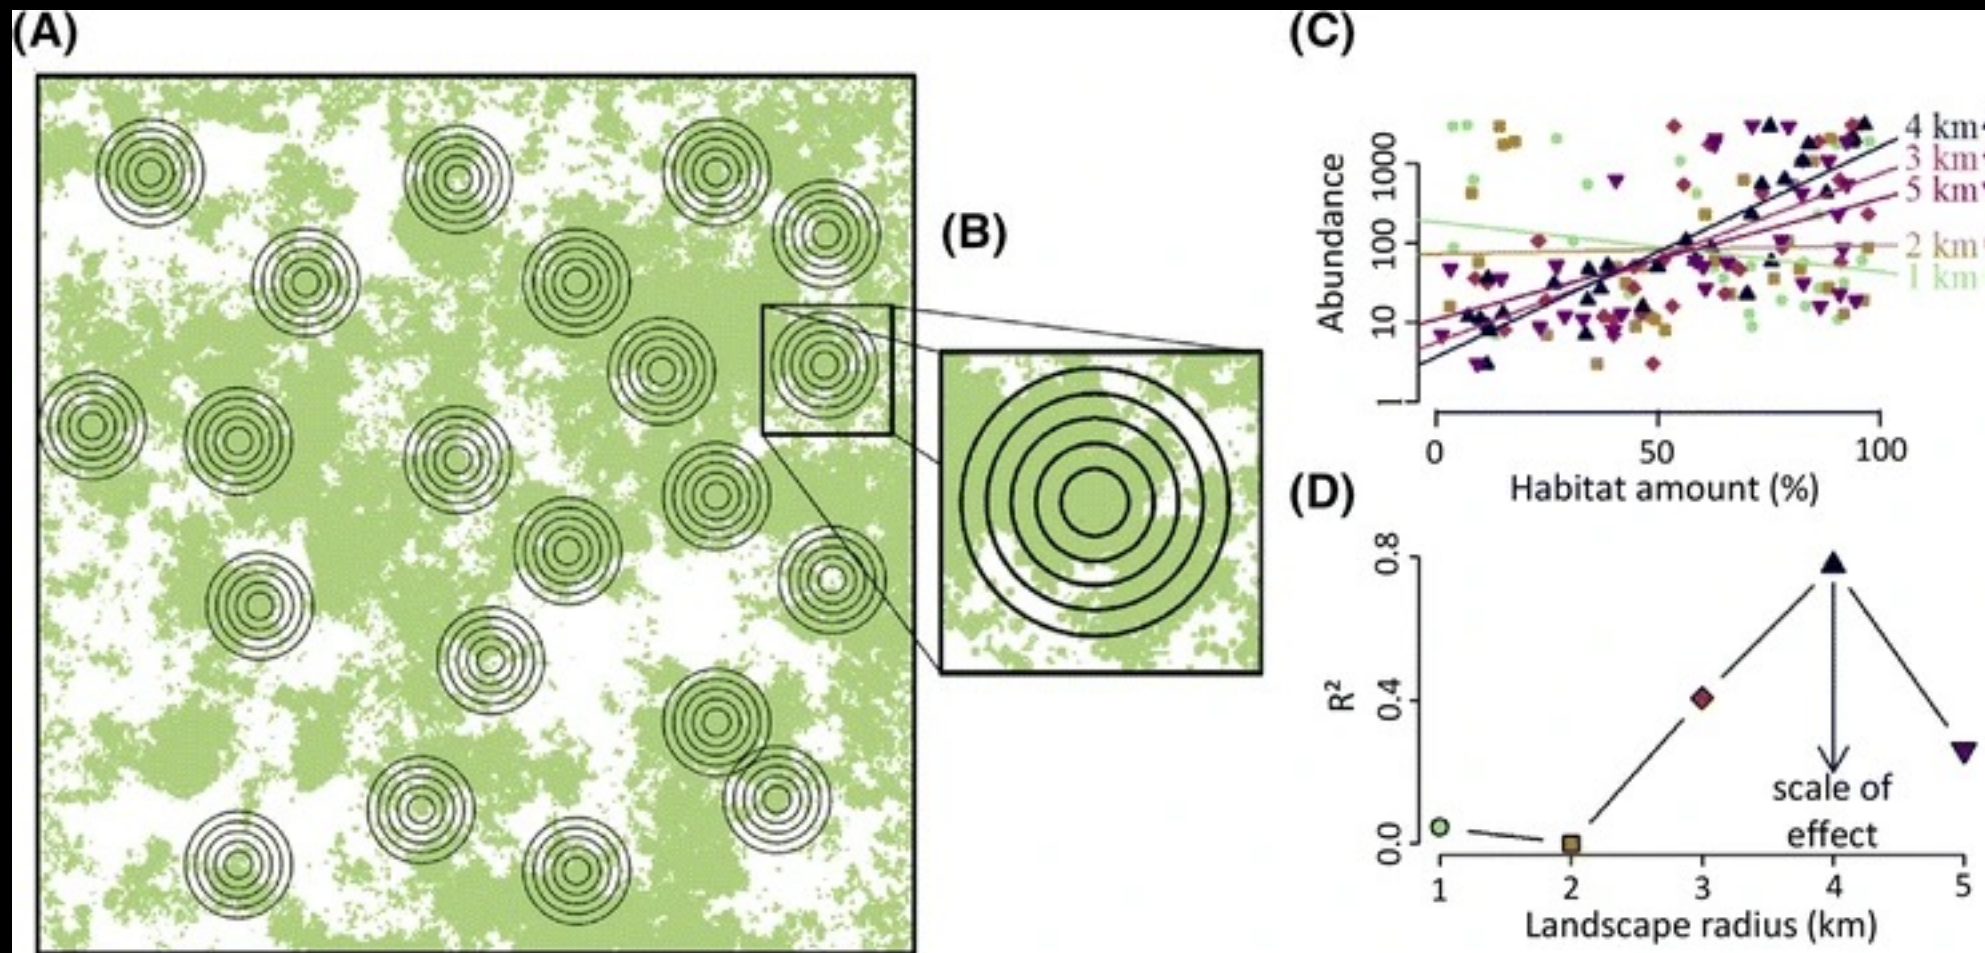 (A)
(B)
(C)
Abundance
1000
100
10
1
4 km
3 km
5 km
2 km
1 km
0 50 100
Habitat amount (%)
(D)
R²
0.8
0.4
0.0
scale of
effect
1 2 3 4 5
Landscape radius (km)